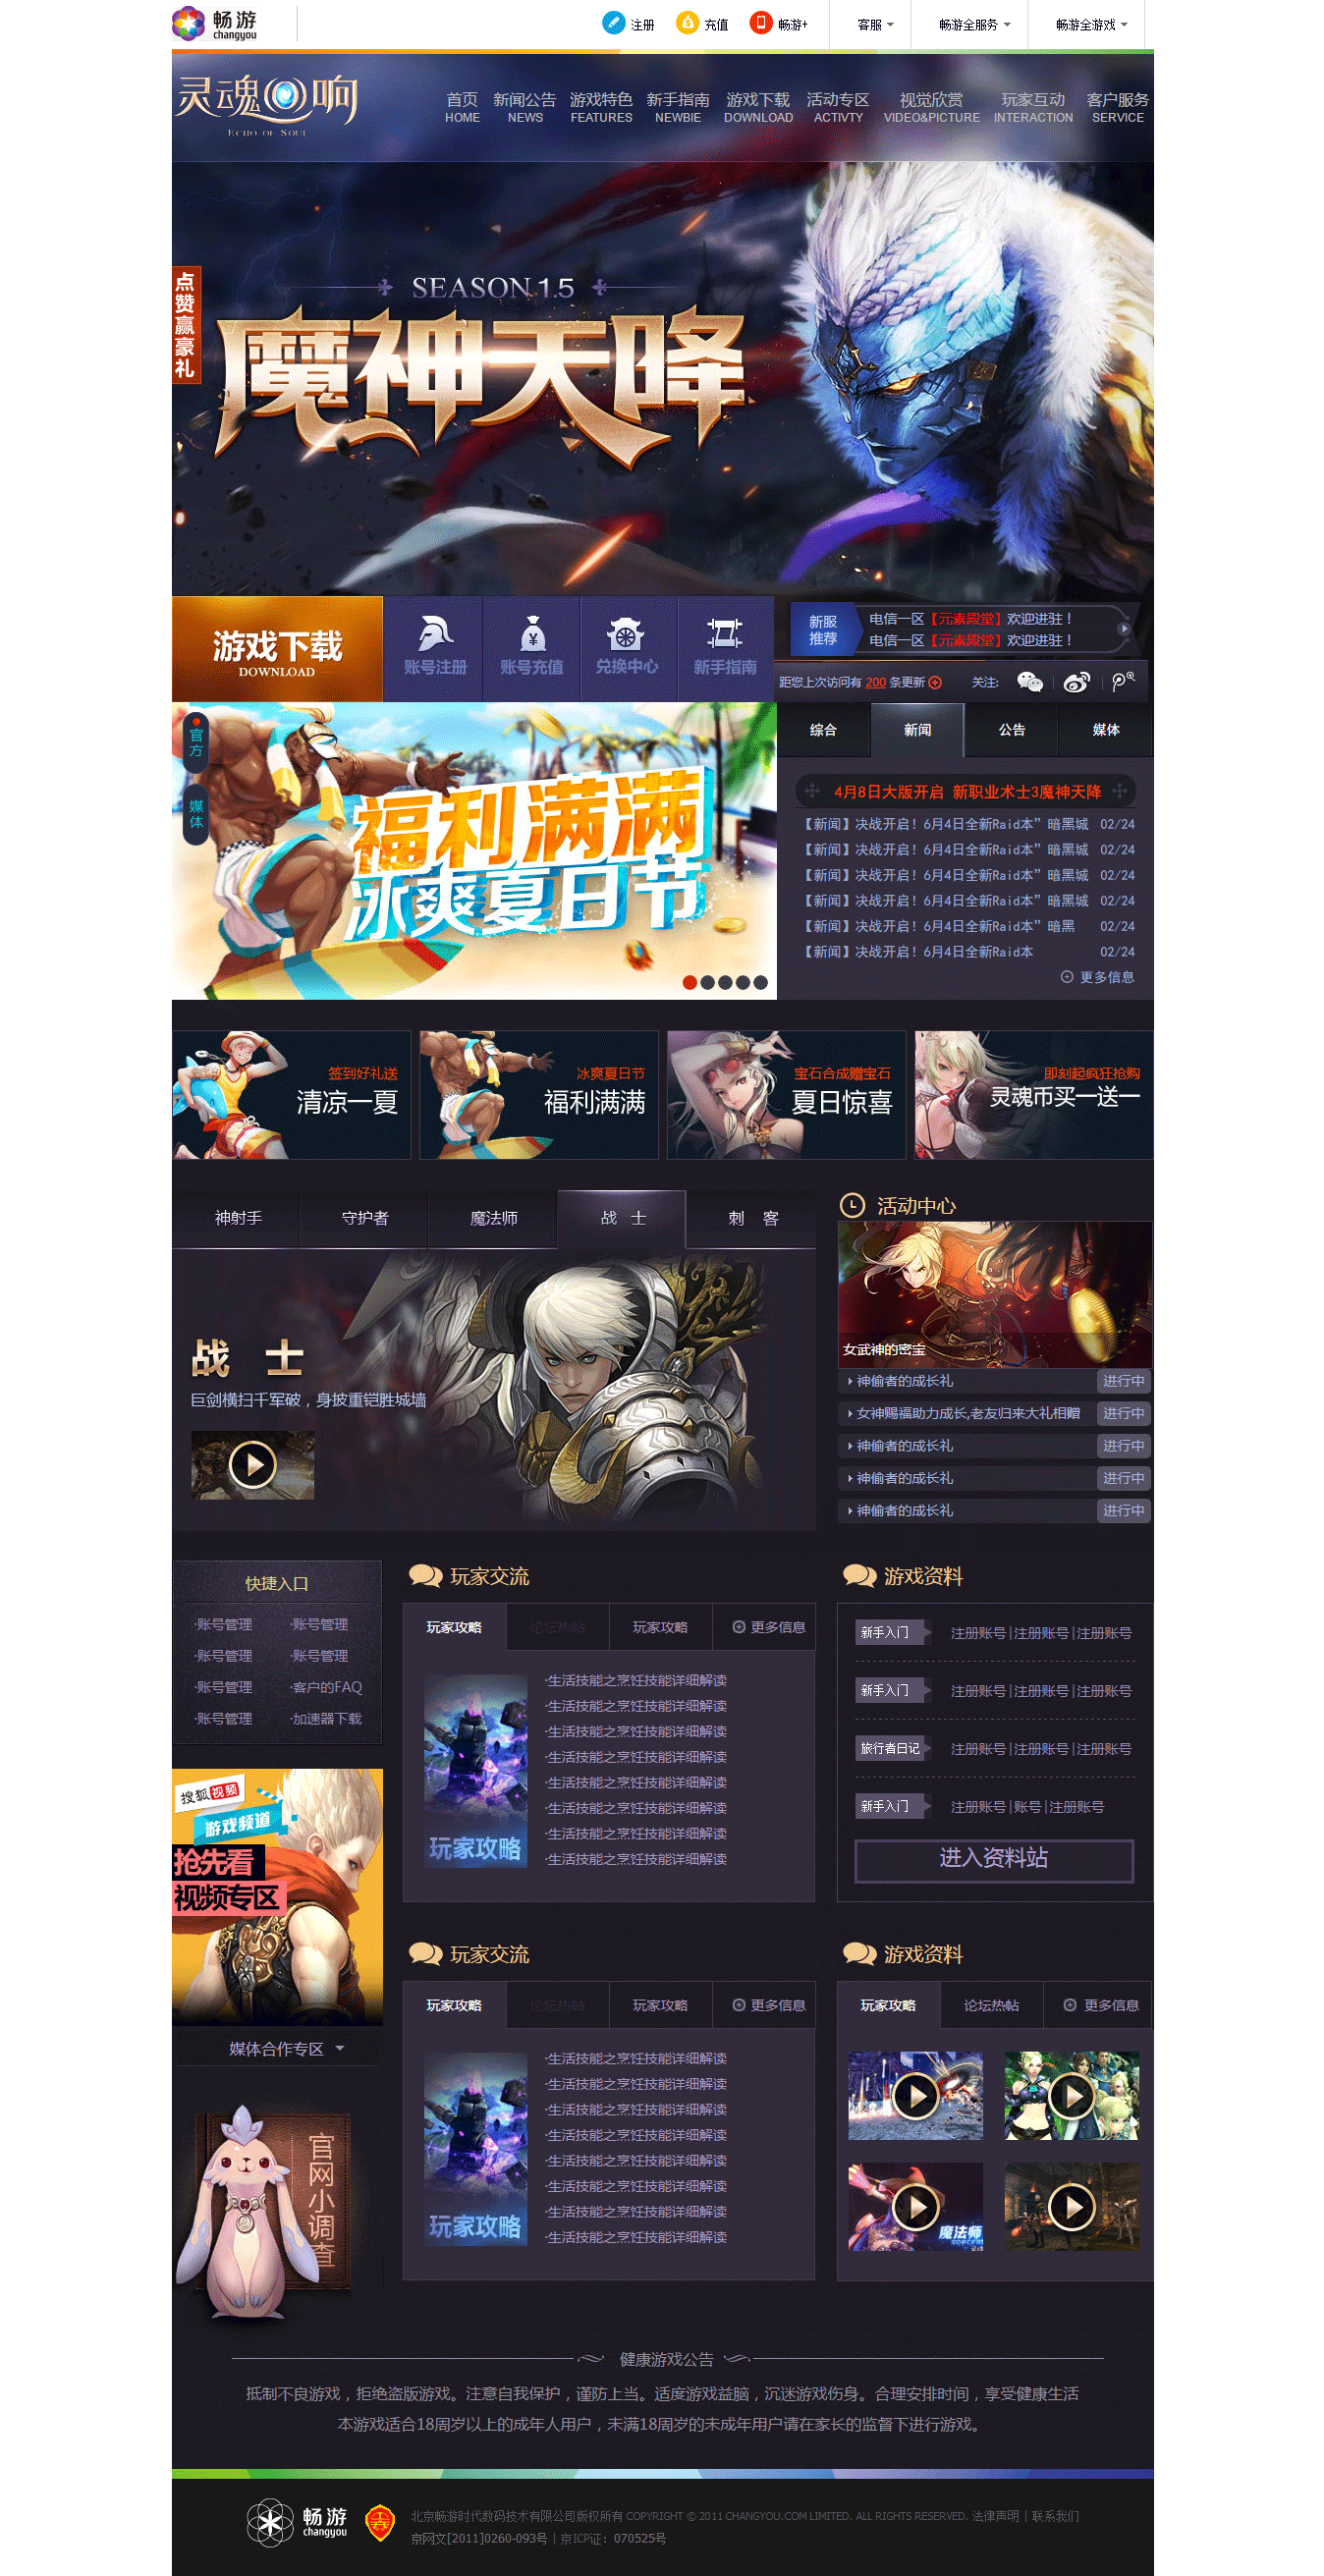 畅游 changyou
注册 充值 畅游+ 客服 畅游全服务 畅游全游戏
灵魂回响
ECHO OF SOUL
首页 新闻公告 游戏特色 新手指南 游戏下载 活动专区 视觉欣赏 玩家互动 客户服务
HOME NEWS FEATURES NEWBIE DOWNLOAD ACTIVTY VIDEO&PICTURE INTERACTION SERVICE
点赞赢豪礼
SEASON 1.5
魔神天降
游戏下载
DOWNLOAD
账号注册 账号充值 兑换中心 新手指南
新服推荐
电信一区【元素殿堂】欢迎进驻！
电信一区【元素殿堂】欢迎进驻！
距您上次访问有 200 条更新 关注:
官方
媒体
福利满满
冰爽夏日节
综合 新闻 公告 媒体
4月8日大版开启 新职业术士3魔神天降
【新闻】决战开启！6月4日全新Raid本”暗黑城 02/24
【新闻】决战开启！6月4日全新Raid本”暗黑城 02/24
【新闻】决战开启！6月4日全新Raid本”暗黑城 02/24
【新闻】决战开启！6月4日全新Raid本”暗黑城 02/24
【新闻】决战开启！6月4日全新Raid本”暗黑 02/24
【新闻】决战开启！6月4日全新Raid本 02/24
更多信息
签到好礼送
清凉一夏
冰爽夏日节
福利满满
宝石合成赠宝石
夏日惊喜
即刻起疯狂抢购
灵魂币买一送一
神射手 守护者 魔法师 战 士 刺 客
战 士
巨剑横扫千军破，身披重铠胜城墙
活动中心
女武神的密宝
神偷者的成长礼 进行中
女神赐福助力成长,老友归来大礼相赠 进行中
神偷者的成长礼 进行中
神偷者的成长礼 进行中
神偷者的成长礼 进行中
快捷入口
·账号管理 ·账号管理
·账号管理 ·账号管理
·账号管理 ·客户的FAQ
·账号管理 ·加速器下载
搜狐视频
游戏频道
抢先看
视频专区
媒体合作专区
官网小调查
玩家交流
玩家攻略 论坛热帖 玩家攻略 更多信息
玩家攻略
·生活技能之烹饪技能详细解读
·生活技能之烹饪技能详细解读
·生活技能之烹饪技能详细解读
·生活技能之烹饪技能详细解读
·生活技能之烹饪技能详细解读
·生活技能之烹饪技能详细解读
·生活技能之烹饪技能详细解读
·生活技能之烹饪技能详细解读
游戏资料
新手入门 注册账号|注册账号|注册账号
新手入门 注册账号|注册账号|注册账号
旅行者日记 注册账号|注册账号|注册账号
新手入门 注册账号|账号|注册账号
进入资料站
玩家交流
玩家攻略 论坛热帖 玩家攻略 更多信息
玩家攻略
·生活技能之烹饪技能详细解读
·生活技能之烹饪技能详细解读
·生活技能之烹饪技能详细解读
·生活技能之烹饪技能详细解读
·生活技能之烹饪技能详细解读
·生活技能之烹饪技能详细解读
·生活技能之烹饪技能详细解读
·生活技能之烹饪技能详细解读
游戏资料
玩家攻略 论坛热帖 更多信息
魔法师
SORCERER
健康游戏公告
抵制不良游戏，拒绝盗版游戏。注意自我保护，谨防上当。适度游戏益脑，沉迷游戏伤身。合理安排时间，享受健康生活
本游戏适合18周岁以上的成年人用户，未满18周岁的未成年用户请在家长的监督下进行游戏。
畅游 changyou
北京畅游时代数码技术有限公司版权所有 COPYRIGHT © 2011 CHANGYOU.COM LIMITED. ALL RIGHTS RESERVED. 法律声明 | 联系我们
京网文[2011]0260-093号 | 京ICP证：070525号